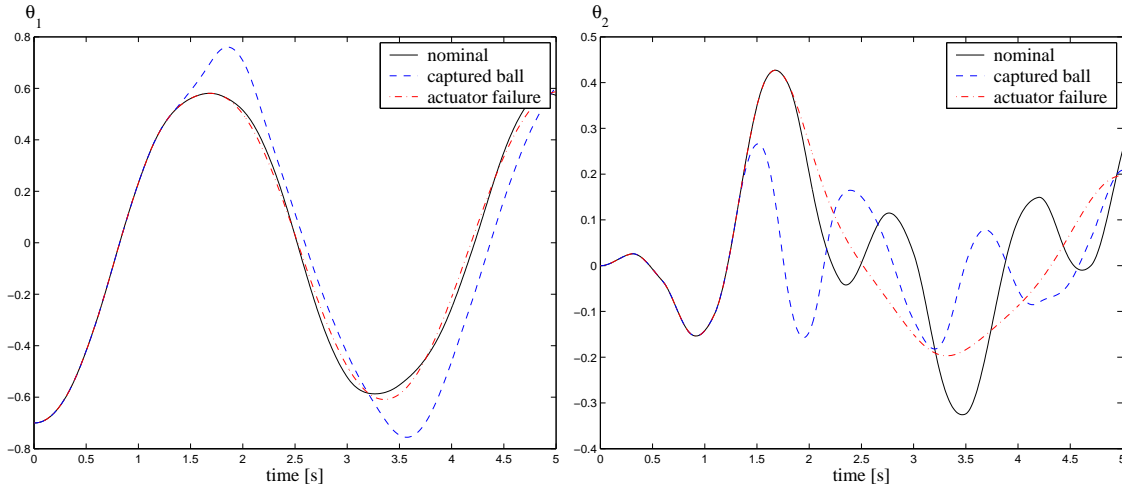 θ1
0.8
0.6
0.4
0.2
0
−0.2
−0.4
−0.6
−0.8
0 0.5 1 1.5 2 2.5 3 3.5 4 4.5 5
time [s]
nominal
captured ball
actuator failure
θ2
0.5
0.4
0.3
0.2
0.1
0
−0.1
−0.2
−0.3
−0.4
0 0.5 1 1.5 2 2.5 3 3.5 4 4.5 5
time [s]
nominal
captured ball
actuator failure